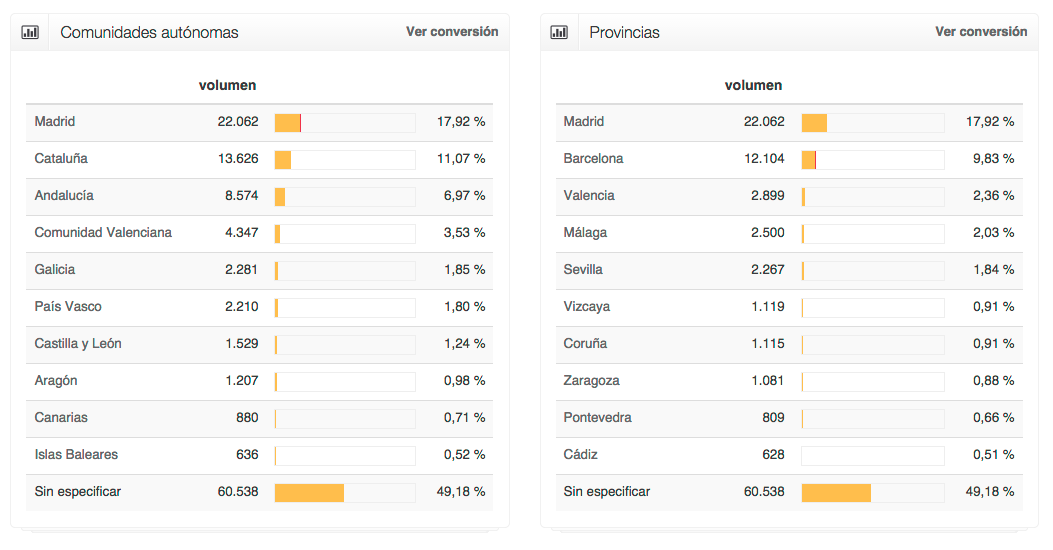 Comunidades autónomas Ver conversión
volumen
Madrid 22.062 17,92 %
Cataluña 13.626 11,07 %
Andalucía 8.574 6,97 %
Comunidad Valenciana 4.347 3,53 %
Galicia 2.281 1,85 %
País Vasco 2.210 1,80 %
Castilla y León 1.529 1,24 %
Aragón 1.207 0,98 %
Canarias 880 0,71 %
Islas Baleares 636 0,52 %
Sin especificar 60.538 49,18 %
Provincias Ver conversión
volumen
Madrid 22.062 17,92 %
Barcelona 12.104 9,83 %
Valencia 2.899 2,36 %
Málaga 2.500 2,03 %
Sevilla 2.267 1,84 %
Vizcaya 1.119 0,91 %
Coruña 1.115 0,91 %
Zaragoza 1.081 0,88 %
Pontevedra 809 0,66 %
Cádiz 628 0,51 %
Sin especificar 60.538 49,18 %